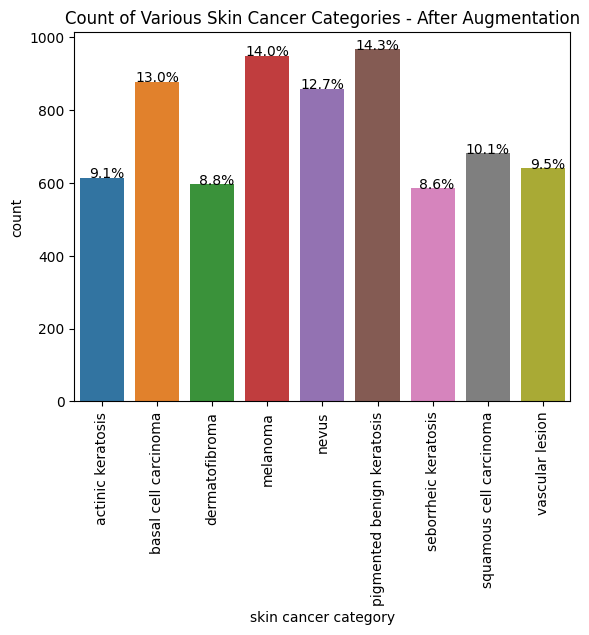 Count of Various Skin Cancer Categories - After Augmentation
1000
800
600
400
200
0
count
9.1%
13.0%
8.8%
14.0%
12.7%
14.3%
8.6%
10.1%
9.5%
actinic keratosis
basal cell carcinoma
dermatofibroma
melanoma
nevus
pigmented benign keratosis
seborrheic keratosis
squamous cell carcinoma
vascular lesion
skin cancer category